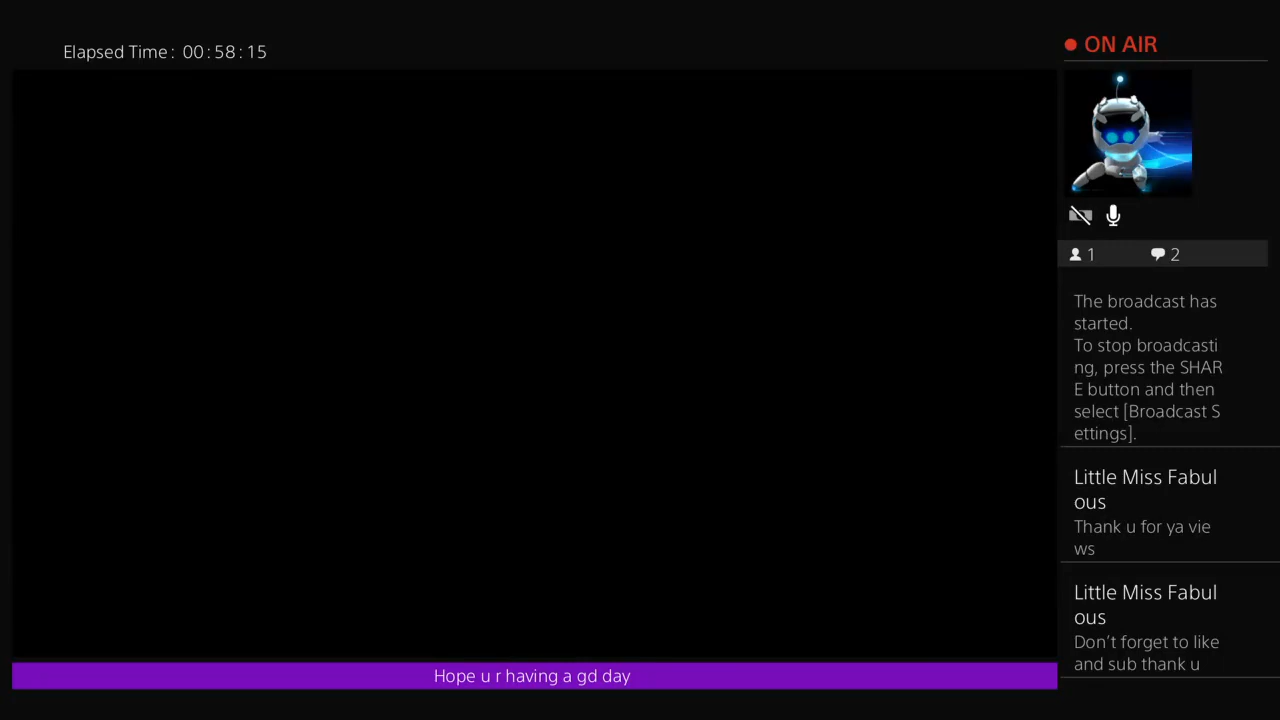 Elapsed Time: 00:58:15
ON AIR
1 2
The broadcast has
started.
To stop broadcasti
ng, press the SHAR
E button and then
select [Broadcast S
ettings].
Little Miss Fabul
ous
Thank u for ya vie
ws
Little Miss Fabul
ous
Don't forget to like
and sub thank u
Hope u r having a gd day